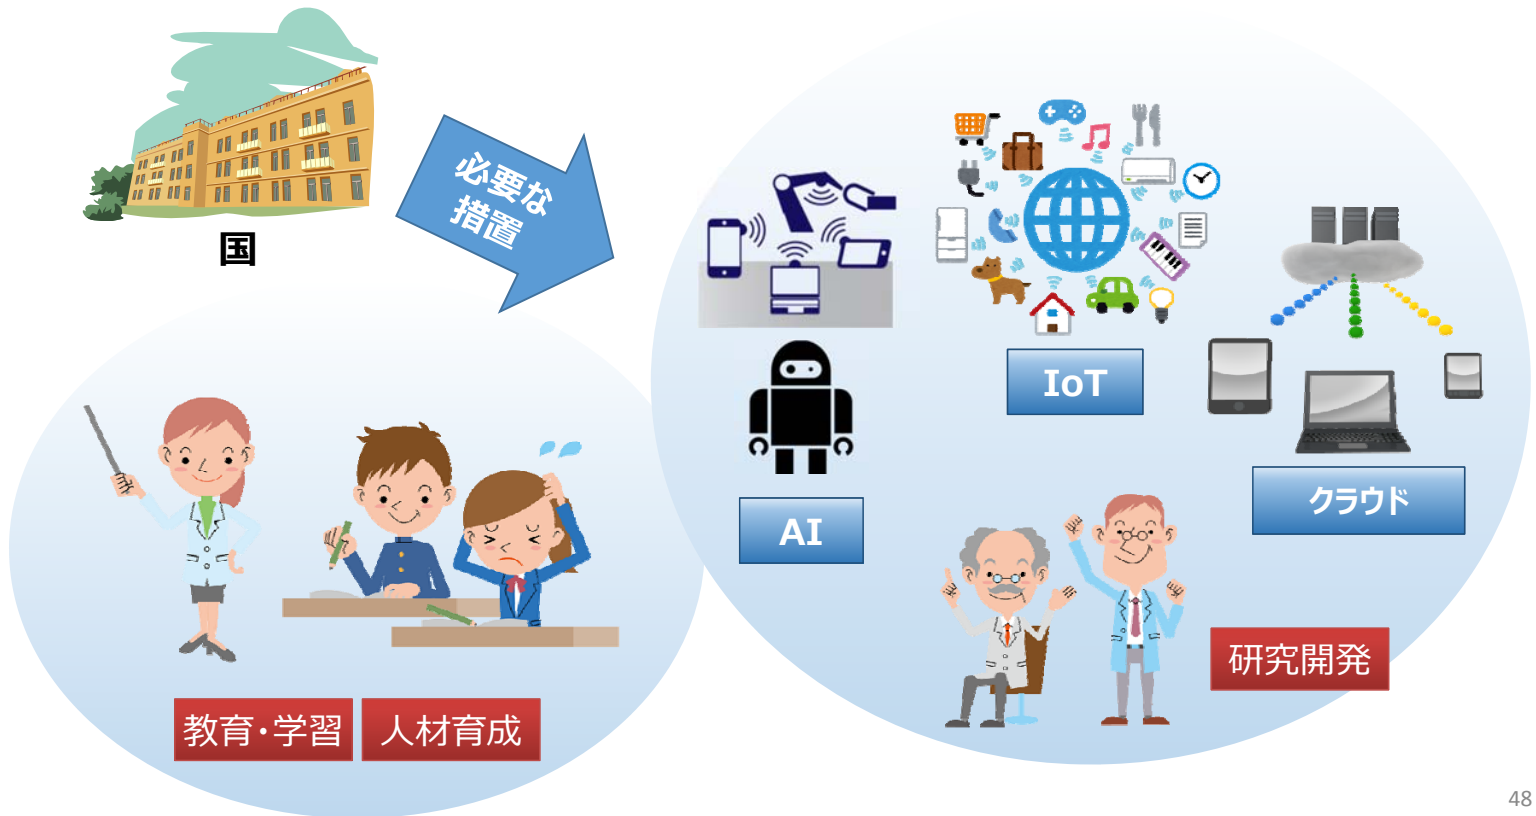 国
必要な
措置
IoT
クラウド
AI
研究開発
教育・学習
人材育成
48